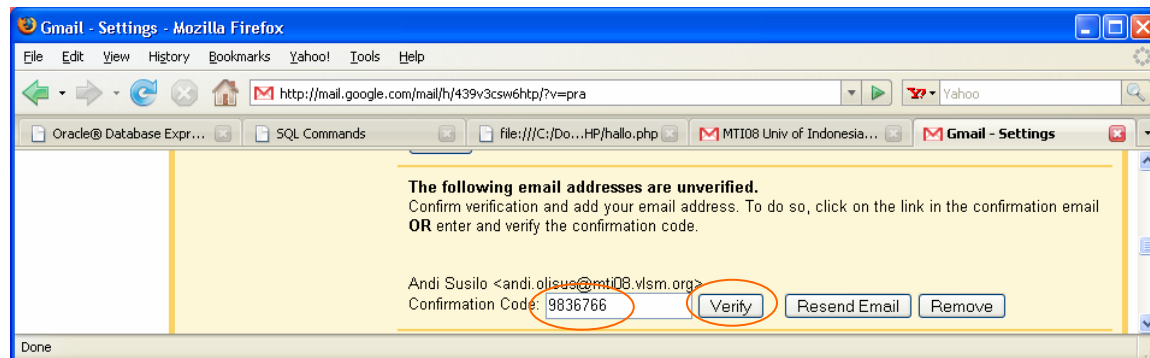 Gmail - Settings - Mozilla Firefox
File Edit View History Bookmarks Yahoo! Tools Help
http://mail.google.com/mail/h/439v3csw6htp/?v=pra Y! Yahoo
Oracle® Database Expr... SQL Commands file:///C:/Do...HP/hallo.php MTI08 Univ of Indonesia... Gmail - Settings
The following email addresses are unverified.
Confirm verification and add your email address. To do so, click on the link in the confirmation email
OR enter and verify the confirmation code.
Andi Susilo <andi.olisus@mti08.vlsm.org>
Confirmation Code: 9836766 Verify Resend Email Remove
Done